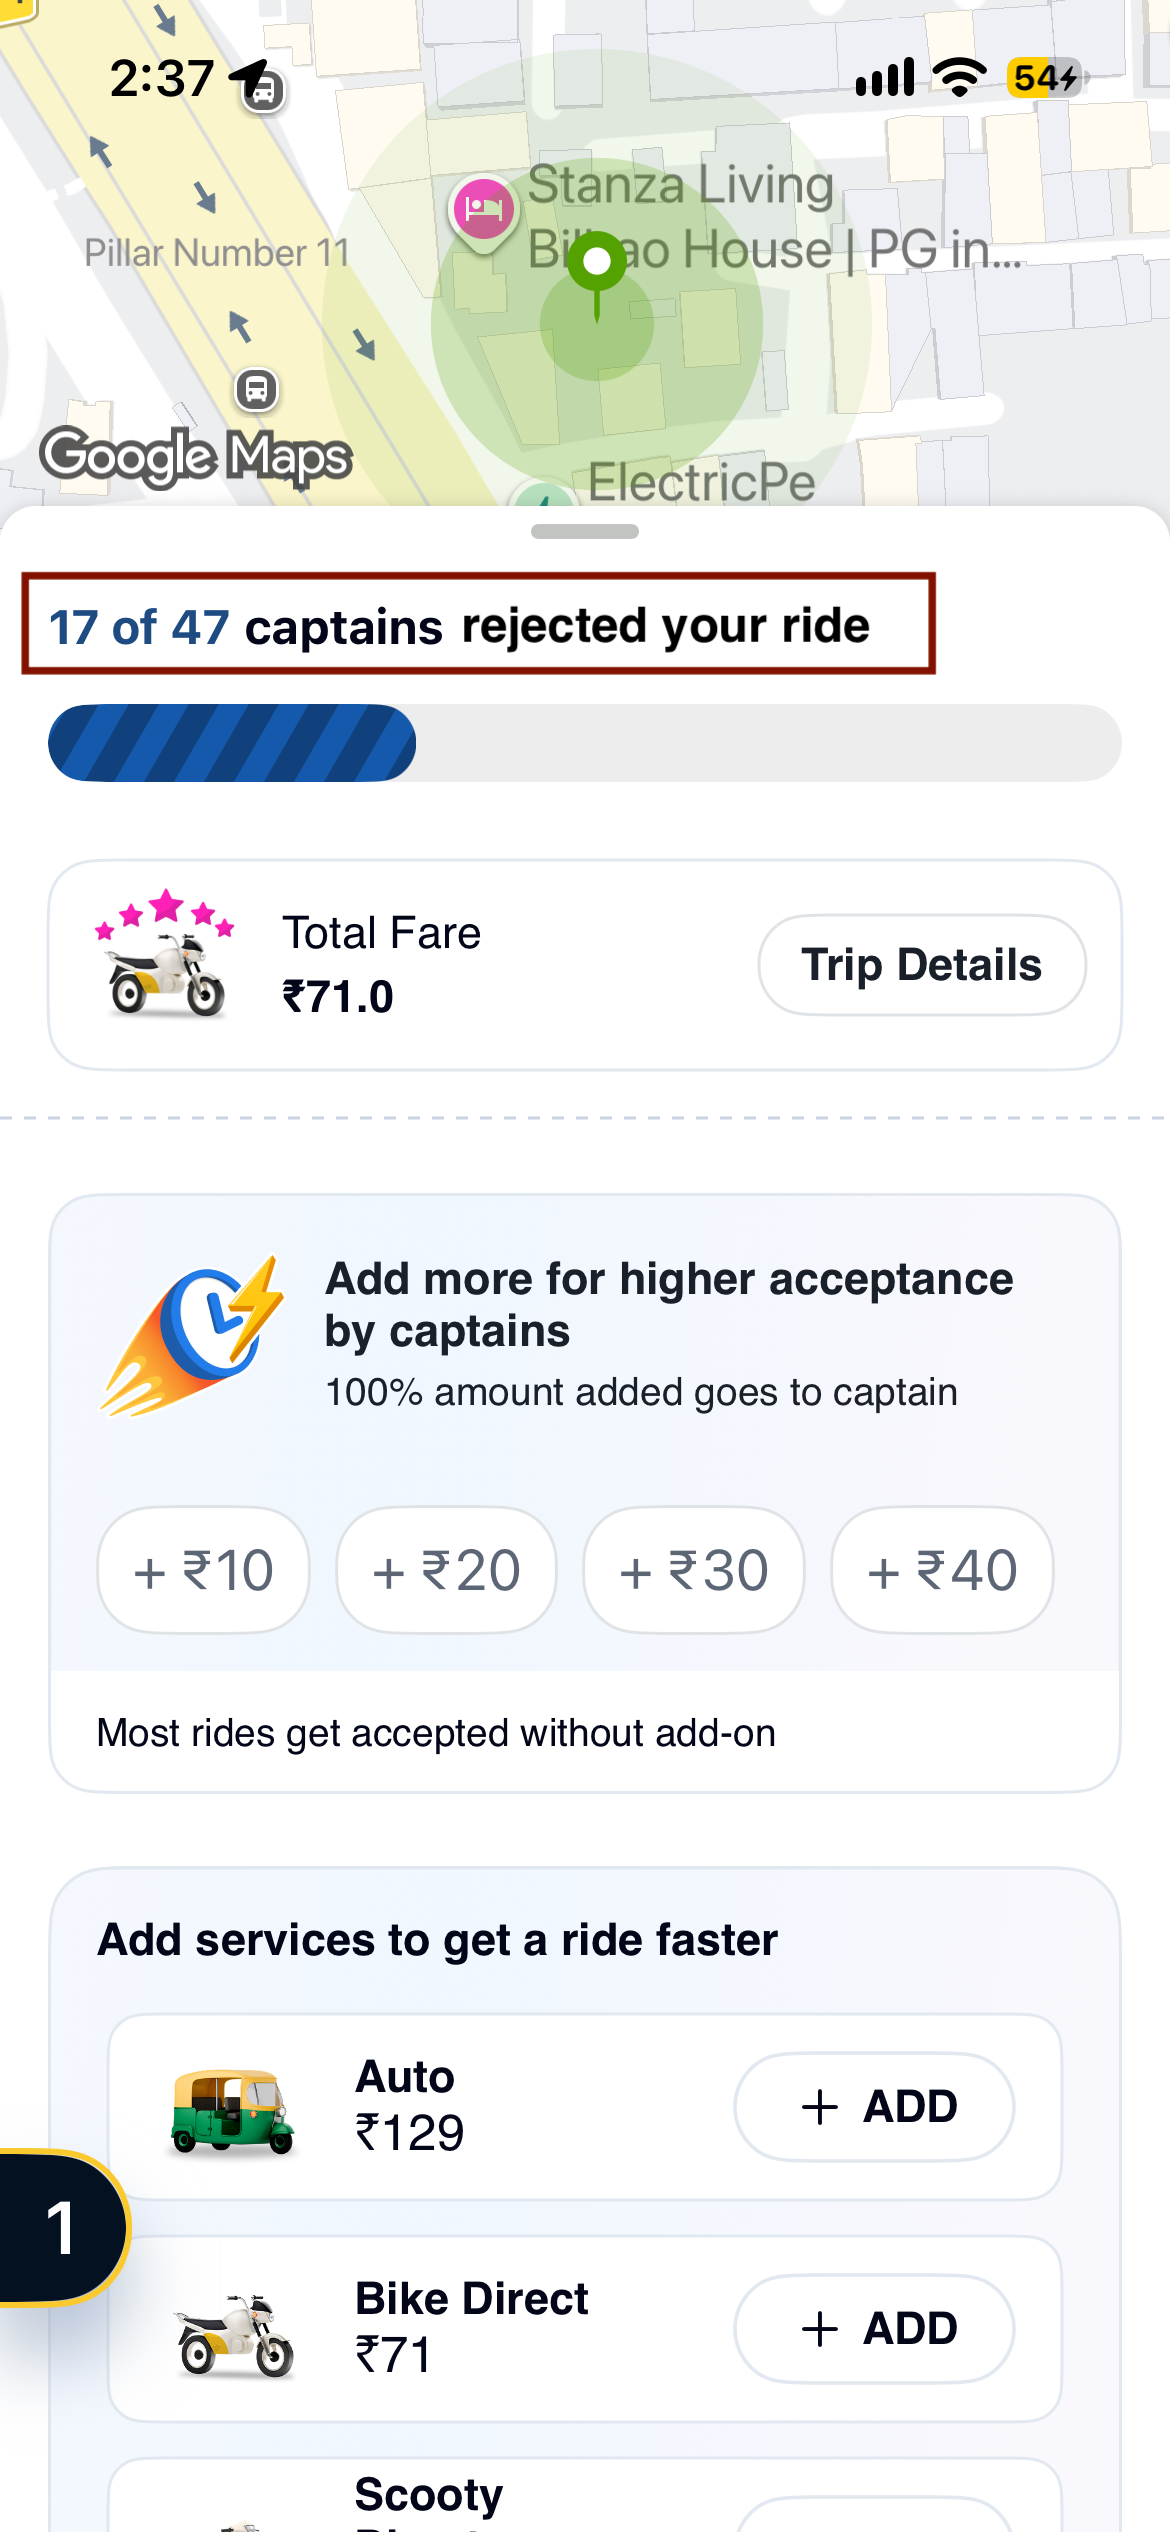 2:37
54
Stanza Living
House | PG in...
Pillar Number 11
Google Maps
ElectricPe
17 of 47 captains rejected your ride
Total Fare
₹71.0
Trip Details
Add more for higher acceptance
by captains
100% amount added goes to captain
+ ₹10
+ ₹20
+ ₹30
+ ₹40
Most rides get accepted without add-on
Add services to get a ride faster
Auto
₹129
+ ADD
1
Bike Direct
₹71
+ ADD
Scooty